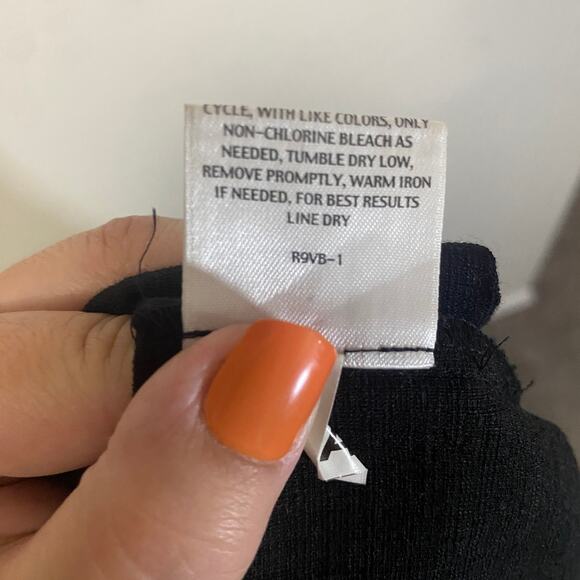 CYCLE, WITH LIKE COLORS, ONLY
NON-CHLORINE BLEACH AS
NEEDED, TUMBLE DRY LOW,
REMOVE PROMPTLY, WARM IRON
IF NEEDED, FOR BEST RESULTS
LINE DRY
R9VB-1